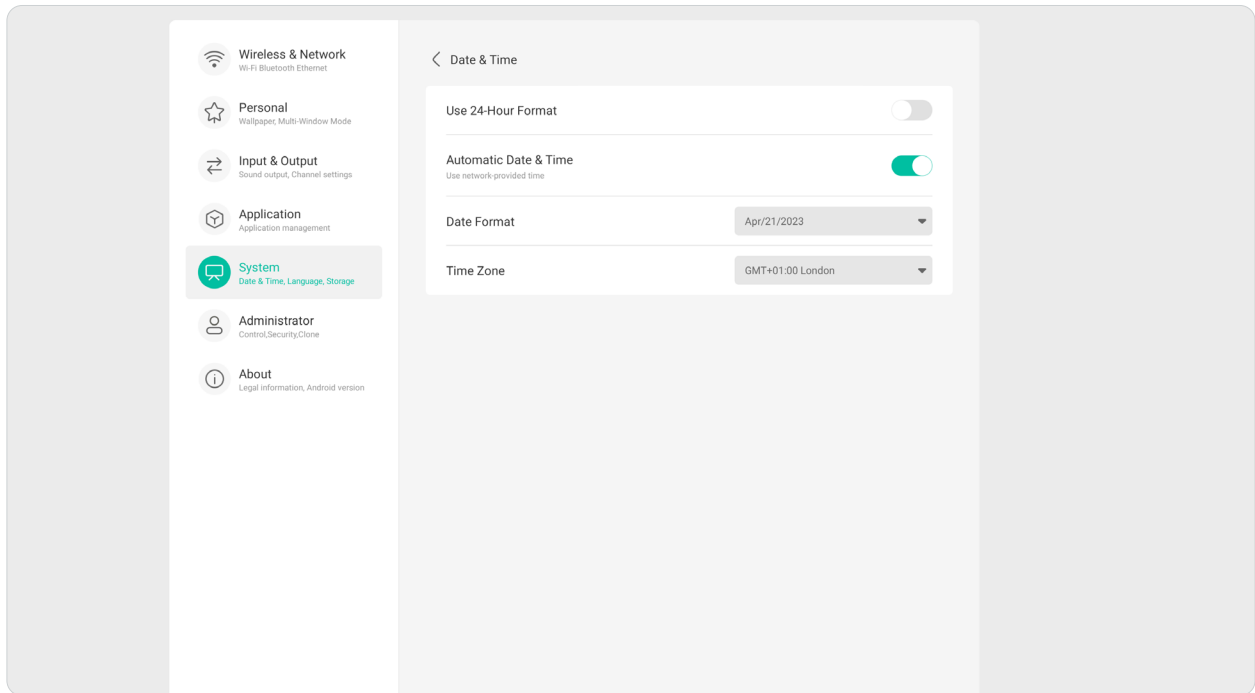 Wireless & Network
Wi-Fi Bluetooth Ethernet
Personal
Wallpaper, Multi-Window Mode
Input & Output
Sound output, Channel settings
Application
Application management
System
Date & Time, Language, Storage
Administrator
Control,Security,Clone
About
Legal information, Android version
Date & Time
Use 24-Hour Format
Automatic Date & Time
Use network-provided time
Date Format
Apr/21/2023
Time Zone
GMT+01:00 London